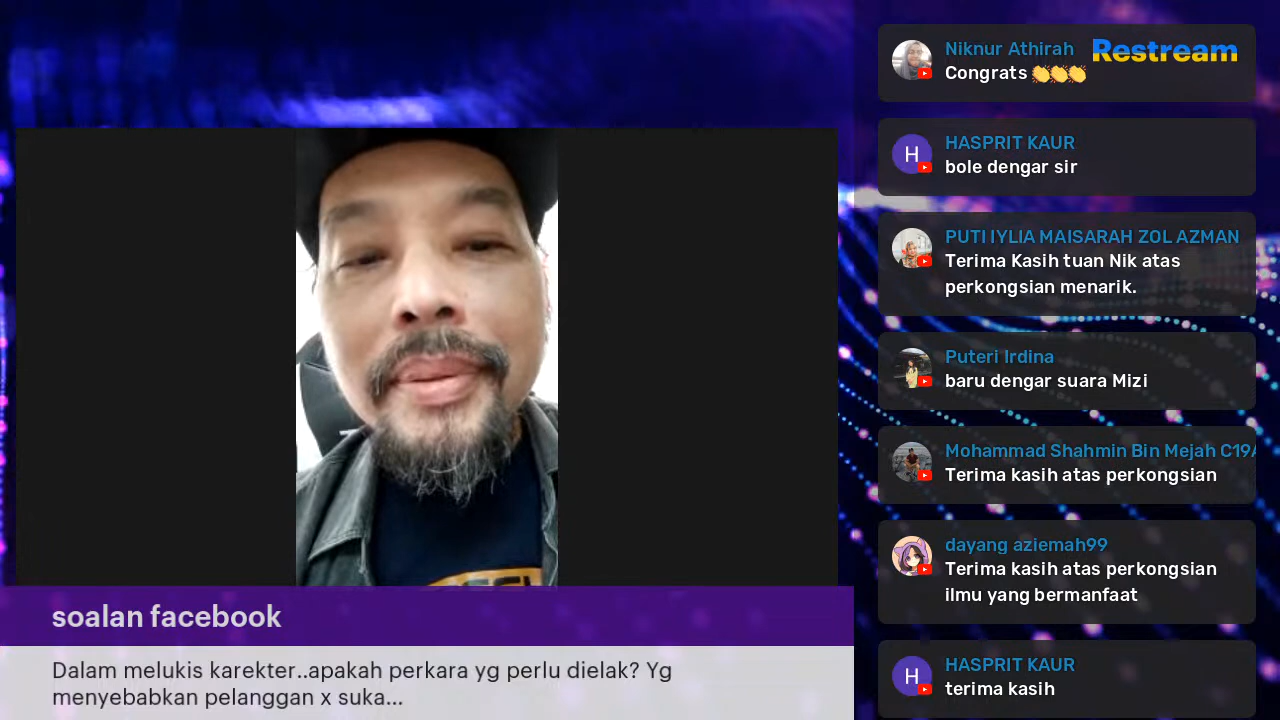 soalan facebook
Dalam melukis karekter..apakah perkara yg perlu dielak? Yg
menyebabkan pelanggan x suka...
Restream
Niknur Athirah
Congrats 👏👏👏
H
HASPRIT KAUR
bole dengar sir
PUTI IYLIA MAISARAH ZOL AZMAN
Terima Kasih tuan Nik atas
perkongsian menarik.
Puteri Irdina
baru dengar suara Mizi
Mohammad Shahmin Bin Mejah C19
Terima kasih atas perkongsian
dayang aziemah99
Terima kasih atas perkongsian
ilmu yang bermanfaat
H
HASPRIT KAUR
terima kasih